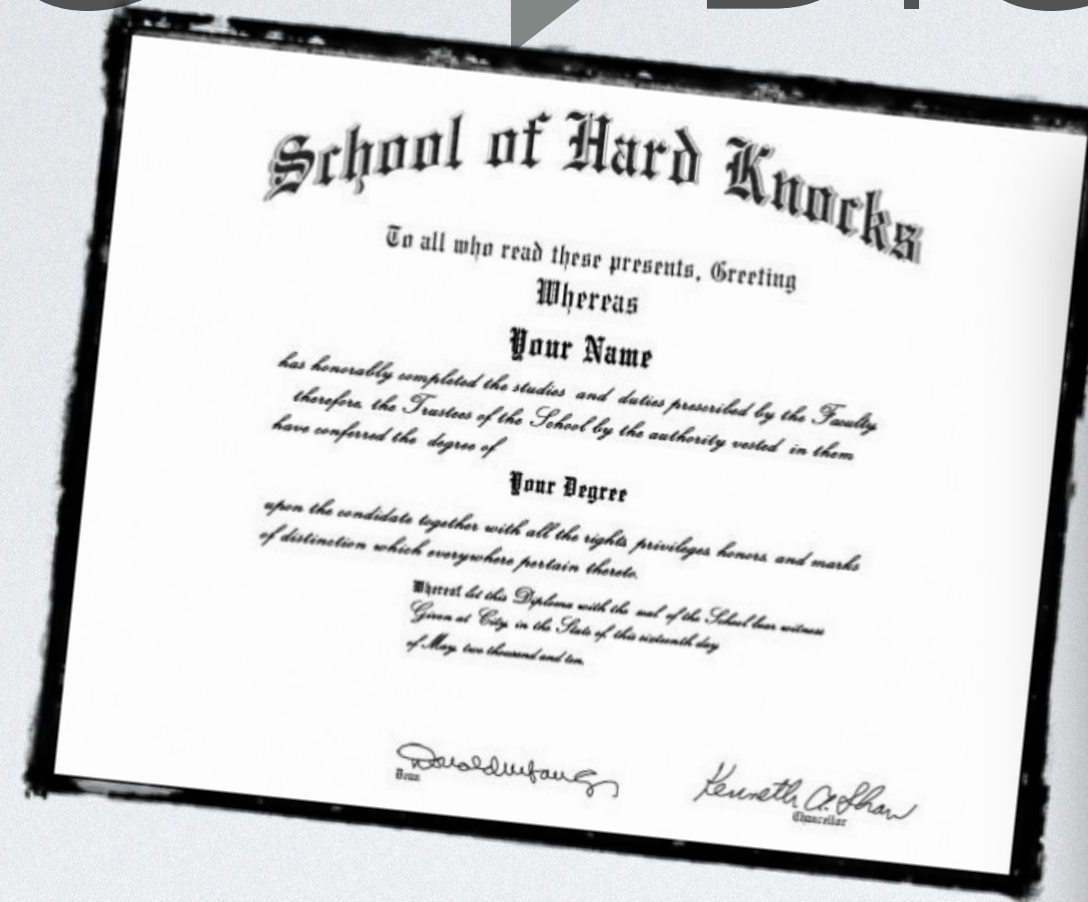 School of Hard Knocks
To all who read these presents, Greeting
Whereas
Your Name
has honorably completed the studies and duties prescribed by the Faculty
therefore, the Trustees of the School by the authority vested in them
have conferred the degree of
Your Degree
upon the condidate together with all the rights privileges honors, and marks
of distinction which everywhere pertain thereto.
Whereof let this Diploma with the seal of the School bear witness
Given at City, in the State of this sixteenth day
of May, two thousand and ten.
Dean
Kenneth A. Shaw
Chancellor